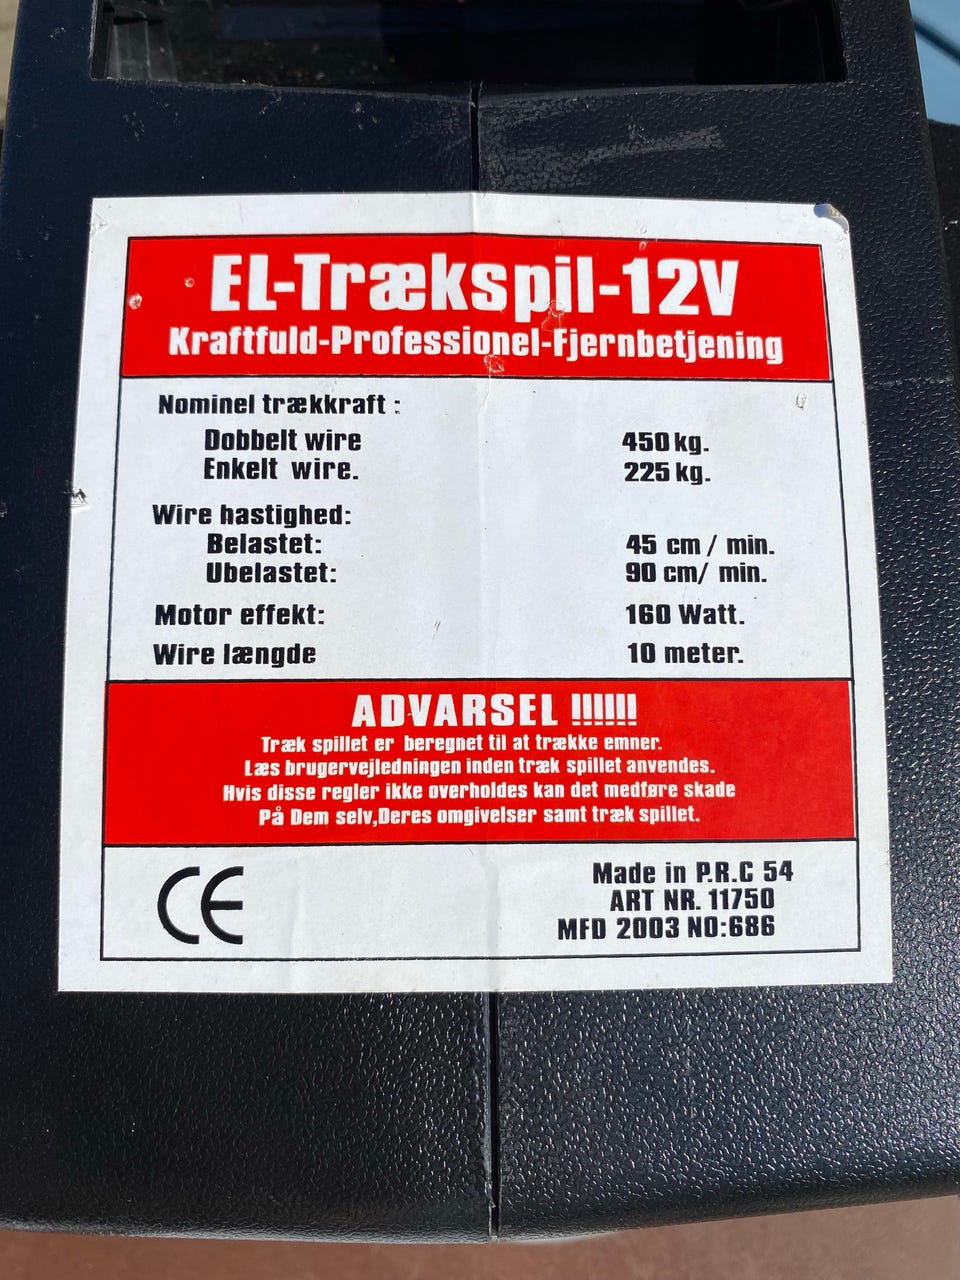 EL-Trækspil-12V
Kraftfuld-Professionel-Fjernbetjening
Nominel trækkraft :
Dobbelt wire 450 kg.
Enkelt wire. 225 kg.
Wire hastighed:
Belastet: 45 cm / min.
Ubelastet: 90 cm/ min.
Motor effekt: 160 Watt.
Wire længde 10 meter.
ADVARSEL !!!!!!
Træk spillet er beregnet til at trække emner.
Læs brugervejledningen inden træk spillet anvendes.
Hvis disse regler ikke overholdes kan det medføre skade
På Dem selv,Deres omgivelser samt træk spillet.
CE
Made in P.R.C 54
ART NR. 11750
MFD 2003 NO:686